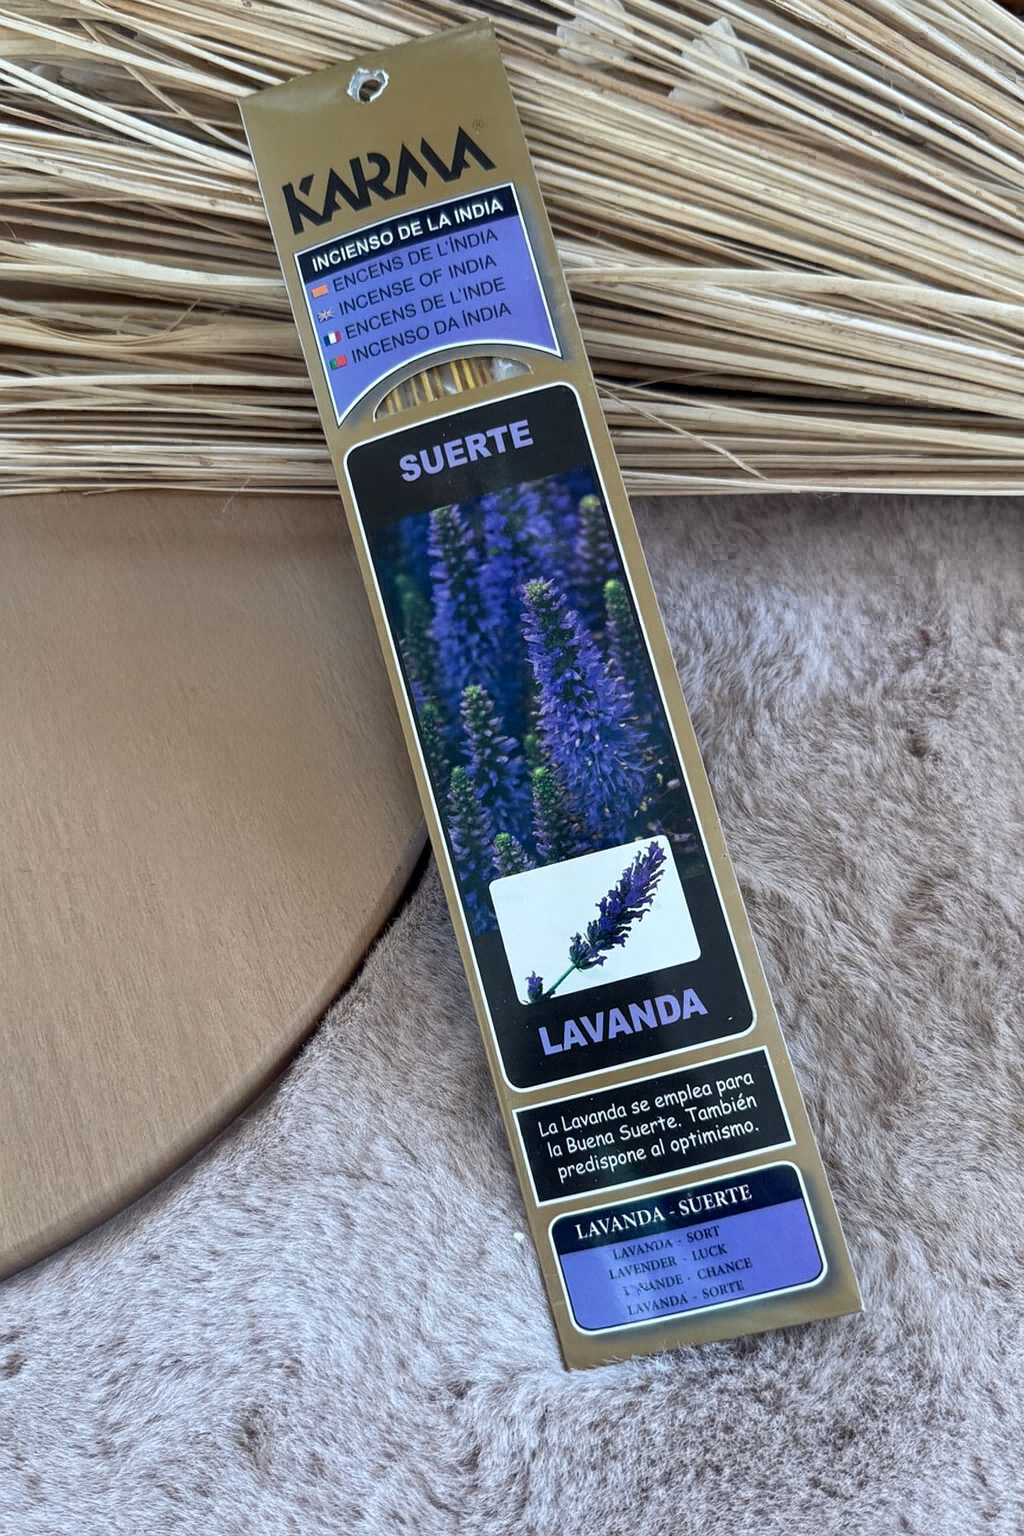 KARMA®
INCIENSO DE LA INDIA
ENCENS DE L'ÍNDIA
INCENSE OF INDIA
ENCENS DE L'INDE
INCENSO DA ÍNDIA
SUERTE
LAVANDA
La Lavanda se emplea para
la Buena Suerte. También
predispone al optimismo.
LAVANDA - SUERTE
LAVANDA - SORT
LAVENDER - LUCK
LAVANDE - CHANCE
LAVANDA - SORTE